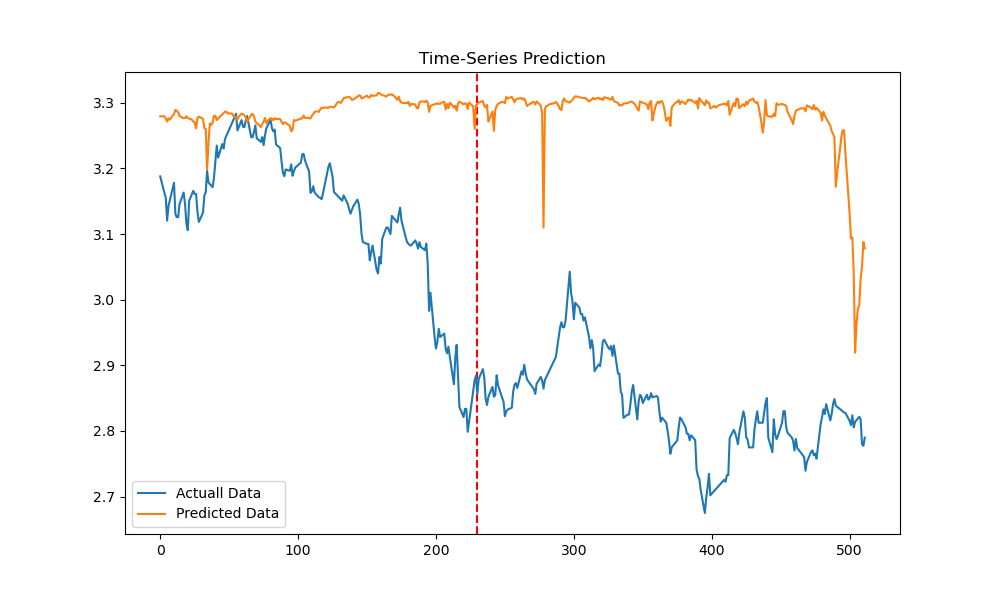 Time-Series Prediction
3.3
3.2
3.1
3.0
2.9
2.8
2.7
Actuall Data
Predicted Data
0 100 200 300 400 500